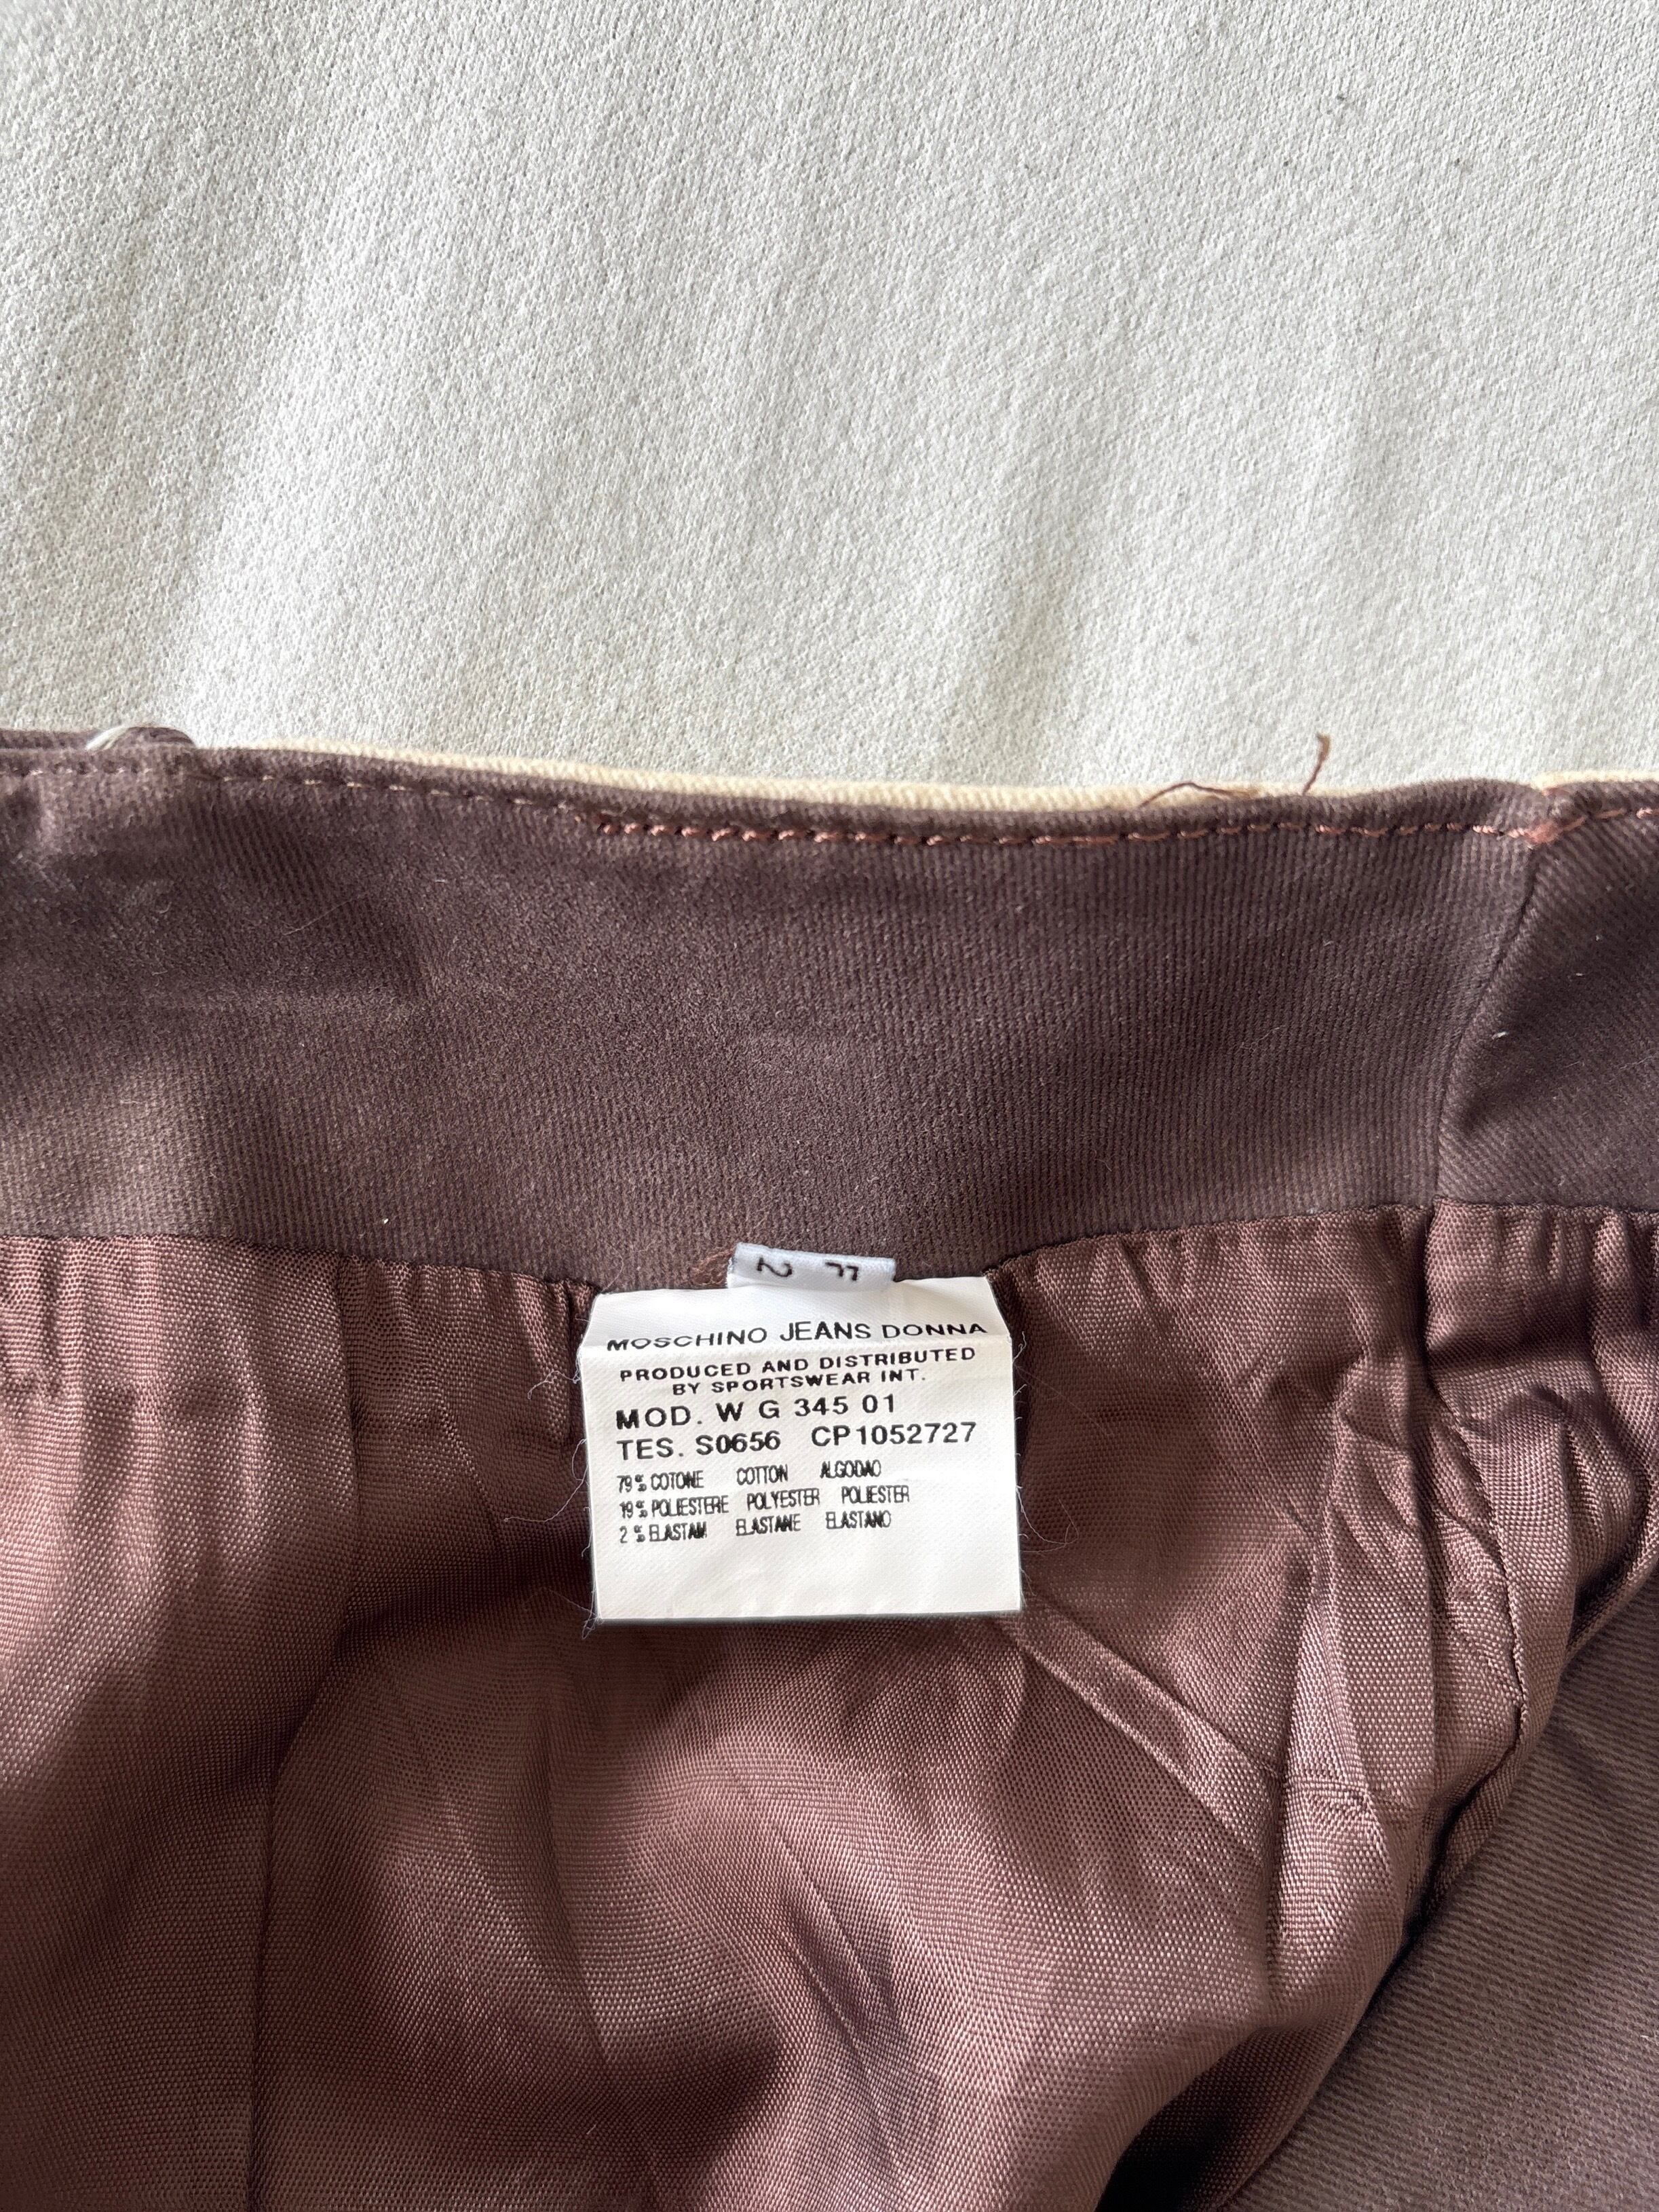 MOSCHINO JEANS DONNA
PRODUCED AND DISTRIBUTED
BY SPORTSWEAR INT.
MOD. W G 345 01
TES. S0656 CP1052727
79% COTONE COTTON ALGODAO
19% POLIESTERE POLYESTER POLIESTER
2% ELASTAM ELASTANE ELASTANO